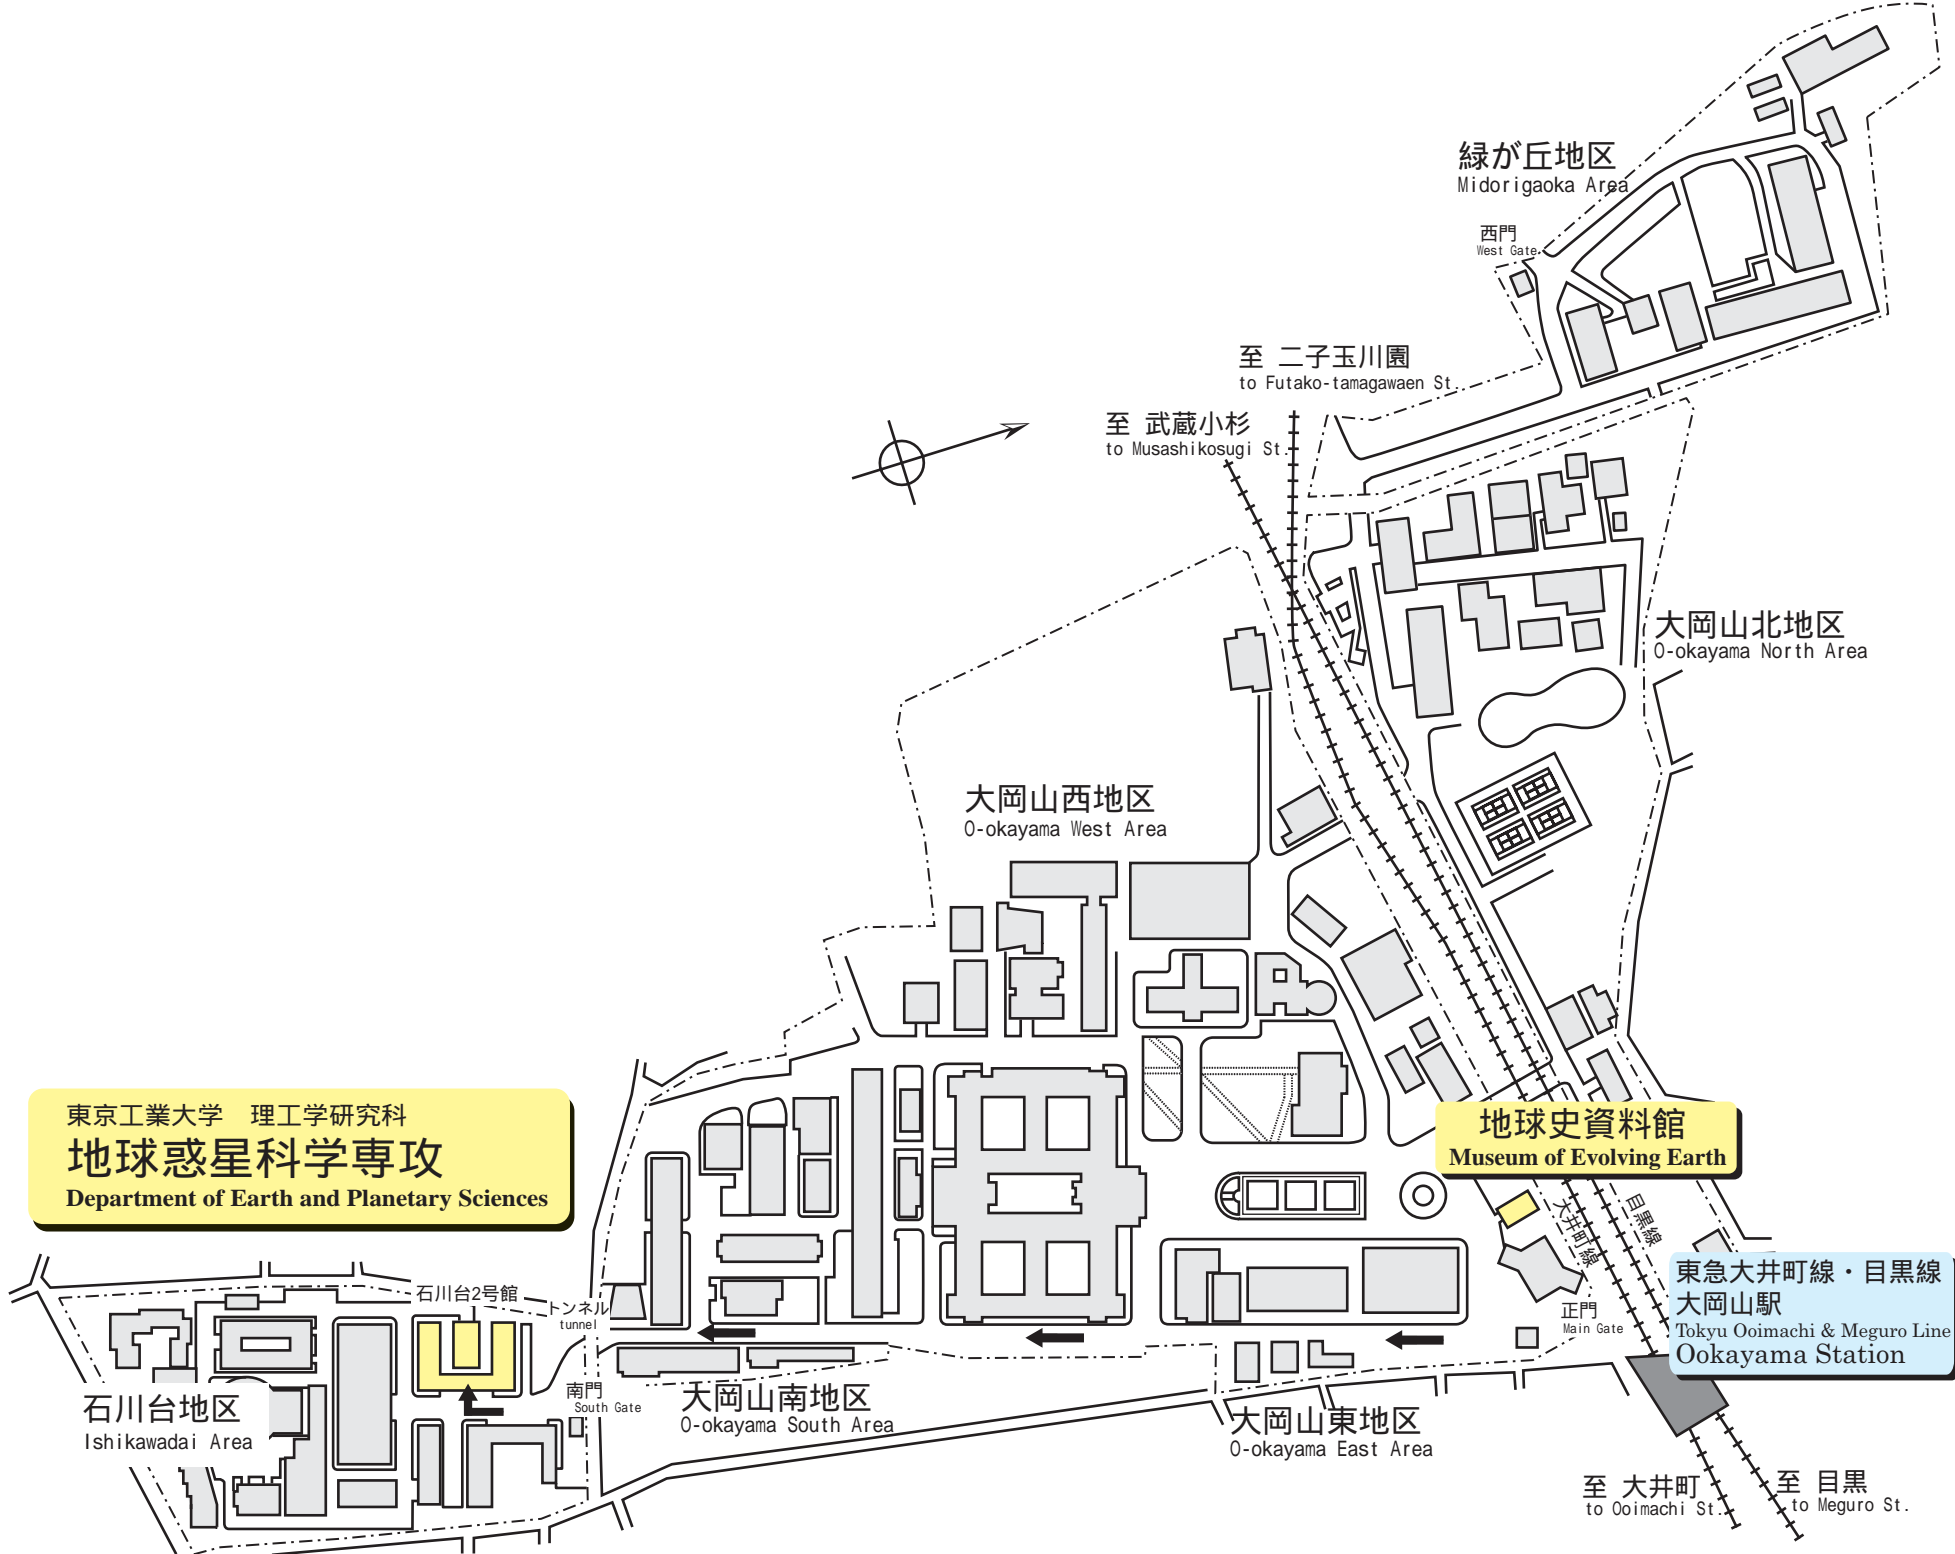 緑が丘地区
Midorigaoka Area
西門
West Gate
至 二子玉川園
to Futako-tamagawaen St.
至 武蔵小杉
to Musashikosugi St.
大岡山北地区
O-okayama North Area
大岡山西地区
O-okayama West Area
東京工業大学 理工学研究科
地球惑星科学専攻
Department of Earth and Planetary Sciences
地球史資料館
Museum of Evolving Earth
大井町線
目黒線
東急大井町線・目黒線
大岡山駅
Tokyu Ooimachi & Meguro Line
Ookayama Station
石川台2号館
トンネル
tunnel
正門
Main Gate
石川台地区
Ishikawadai Area
南門
South Gate
大岡山南地区
O-okayama South Area
大岡山東地区
O-okayama East Area
至 大井町
to Ooimachi St.
至 目黒
to Meguro St.